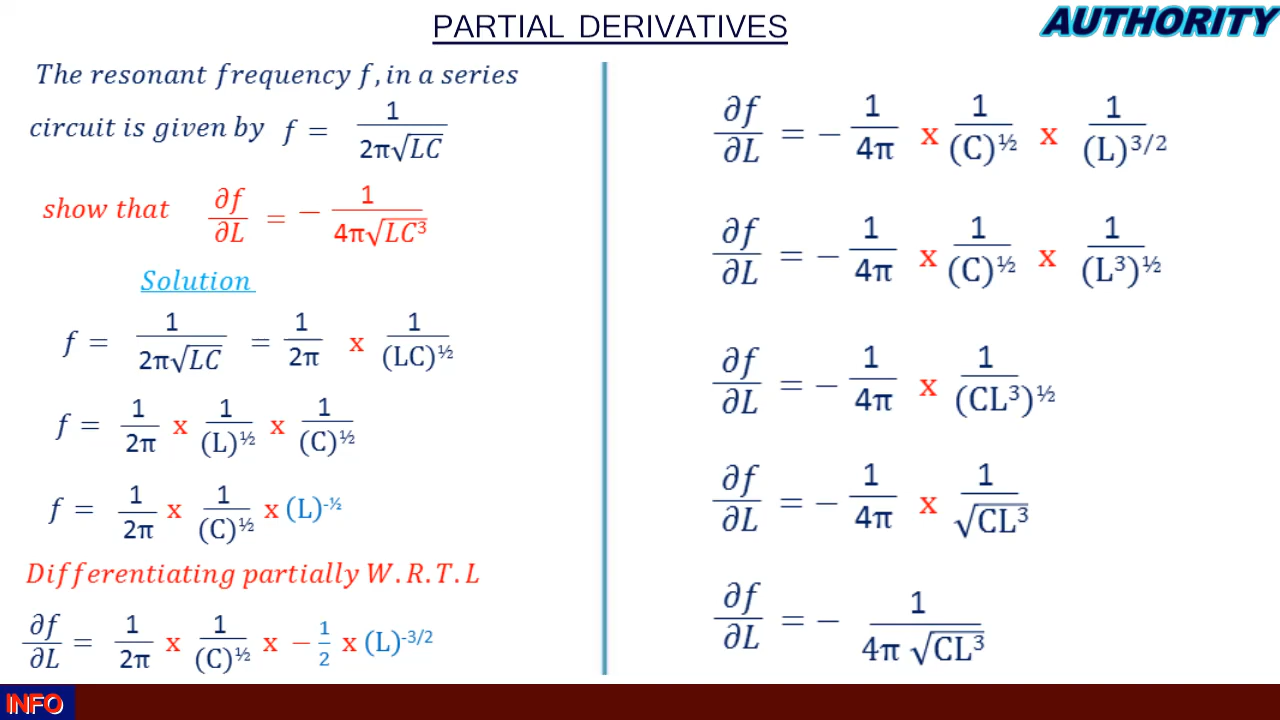 PARTIAL DERIVATIVES
AUTHORITY
The resonant frequency f, in a series
circuit is given by f = 1/2π√LC
show that ∂f/∂L = − 1/4π√LC³
Solution
f = 1/2π√LC = 1/2π x 1/(LC)^½
f = 1/2π x 1/(L)^½ x 1/(C)^½
f = 1/2π x 1/(C)^½ x (L)^-½
Differentiating partially W.R.T.L
∂f/∂L = 1/2π x 1/(C)^½ x − 1/2 x (L)^-3/2
∂f/∂L = − 1/4π x 1/(C)^½ x 1/(L)^3/2
∂f/∂L = − 1/4π x 1/(C)^½ x 1/(L³)^½
∂f/∂L = − 1/4π x 1/(CL³)^½
∂f/∂L = − 1/4π x 1/√CL³
∂f/∂L = − 1/4π √CL³
INFO